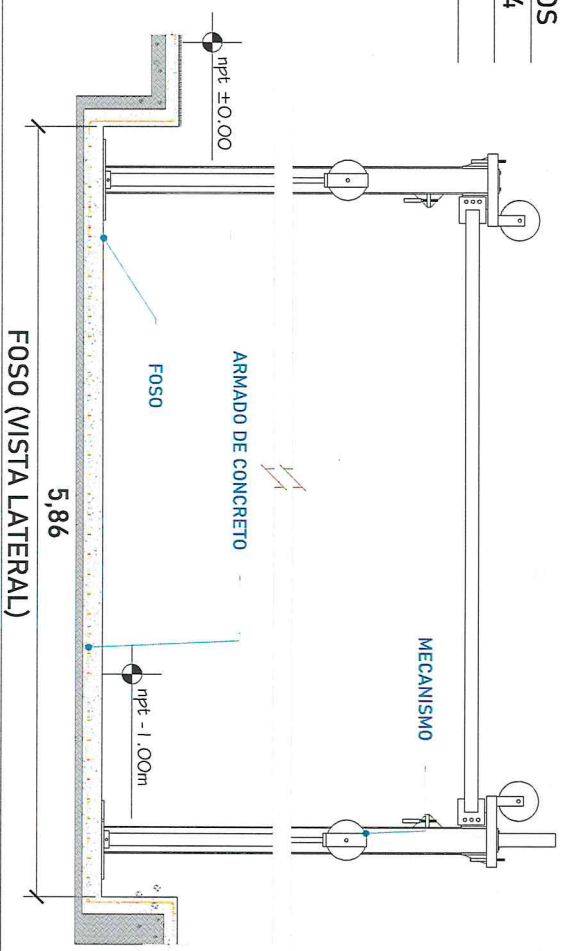 OS
4
npt ±0.00
FOSO
ARMADO DE CONCRETO
MECANISMO
npt -1.00m
5,86
FOSO (VISTA LATERAL)